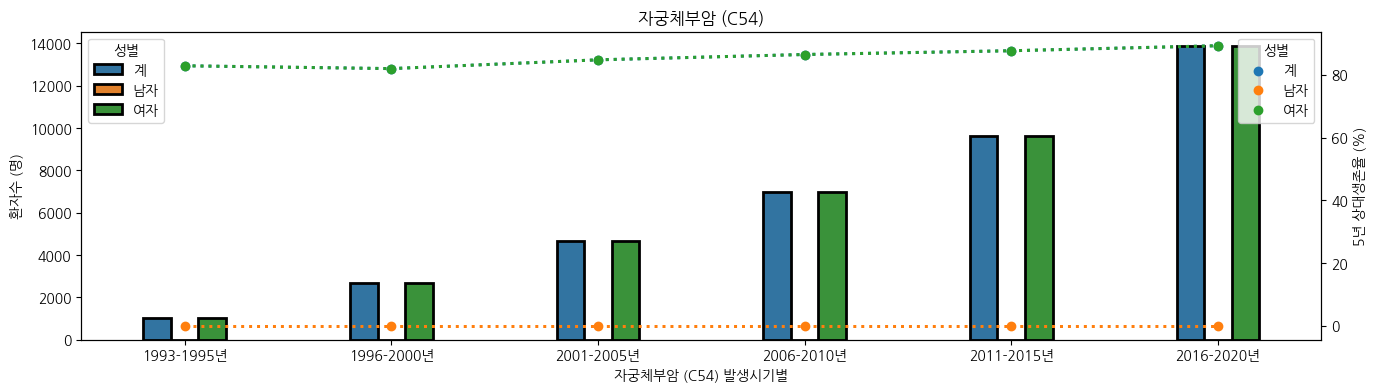 자궁체부암 (C54)
성별
계
남자
여자
성별
계
남자
여자
환자수 (명)
14000
12000
10000
8000
6000
4000
2000
0
5년 상대생존율 (%)
80
60
40
20
0
1993-1995년
1996-2000년
2001-2005년
2006-2010년
2011-2015년
2016-2020년
자궁체부암 (C54) 발생시기별